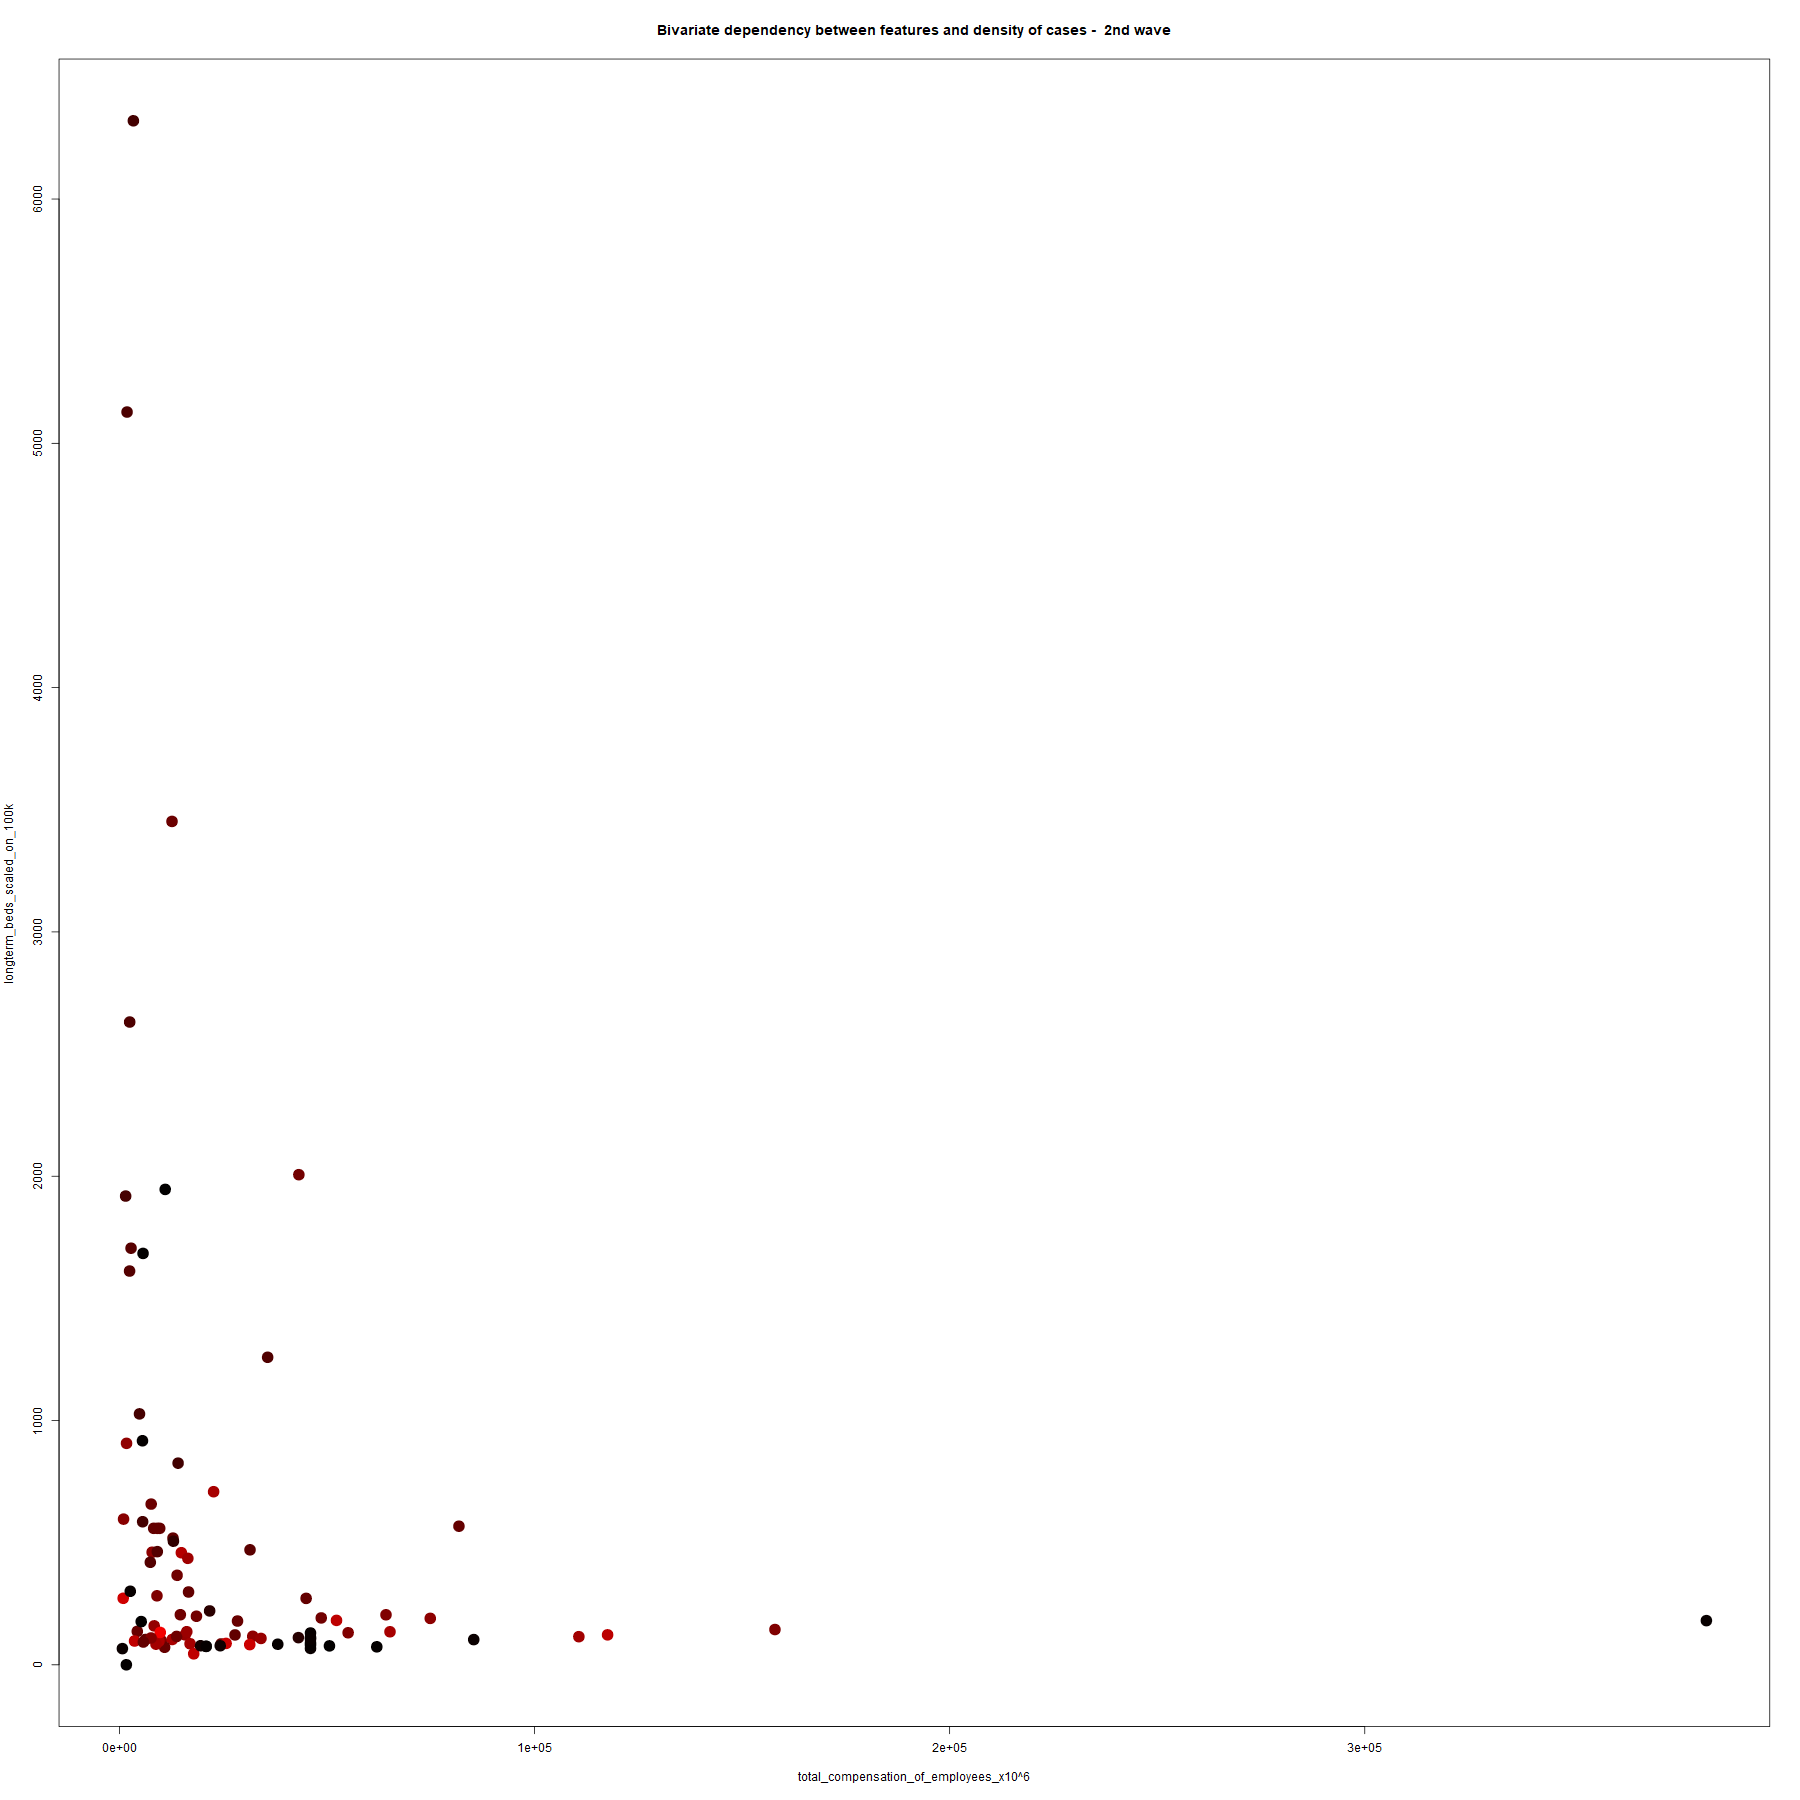 Bivariate dependency between features and density of cases -  2nd wave
longterm_beds_scaled_on_100k
6000
5000
4000
3000
2000
1000
0
0e+00 1e+05 2e+05 3e+05
total_compensation_of_employees_x10^6